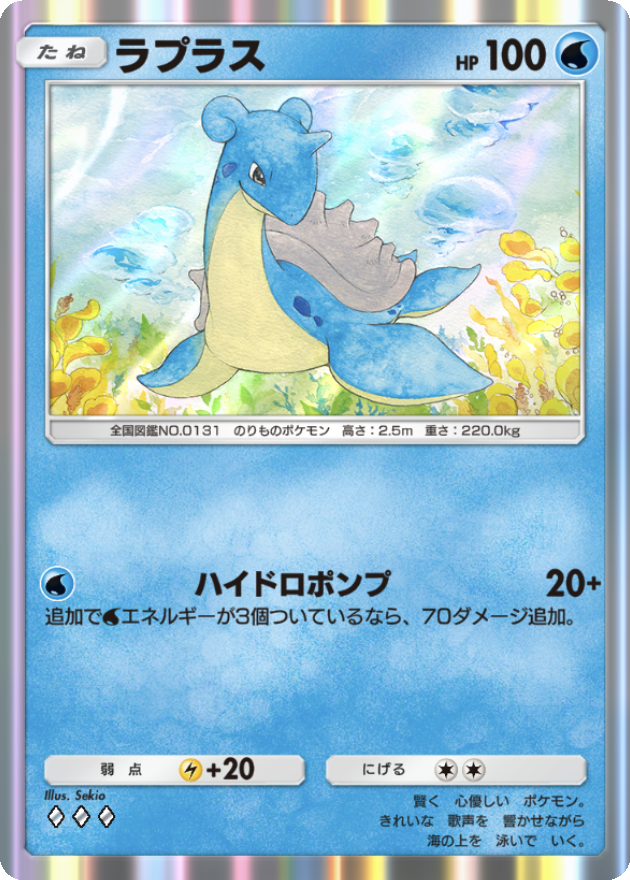 たね ラプラス HP 100
全国図鑑NO.0131 のりものポケモン 高さ：2.5m 重さ：220.0kg
ハイドロポンプ 20+
追加でエネルギーが3個ついているなら、70ダメージ追加。
弱点 +20 にげる
Illus. Sekio
賢く 心優しい ポケモン。
きれいな 歌声を 響かせながら
海の上を 泳いで いく。